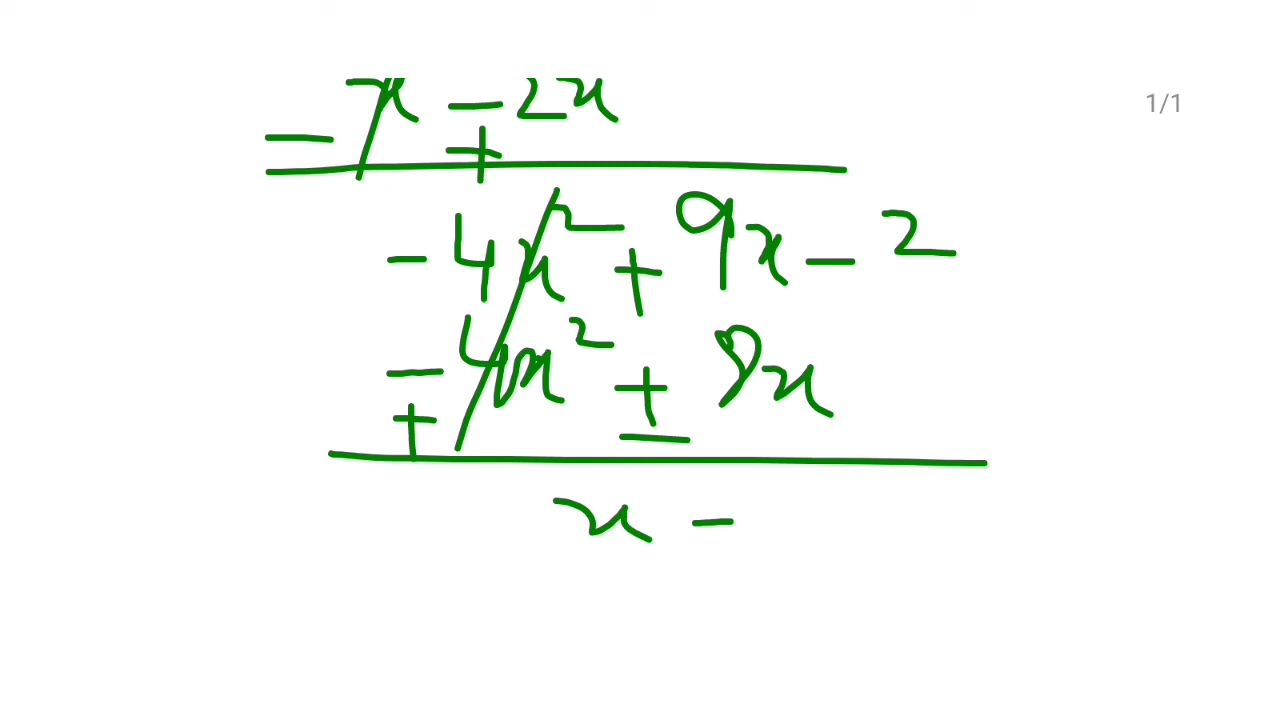 x - 2x
- +
1/1
- 4x² + 9x - 2
- 4x² + 8x
+ -
x -